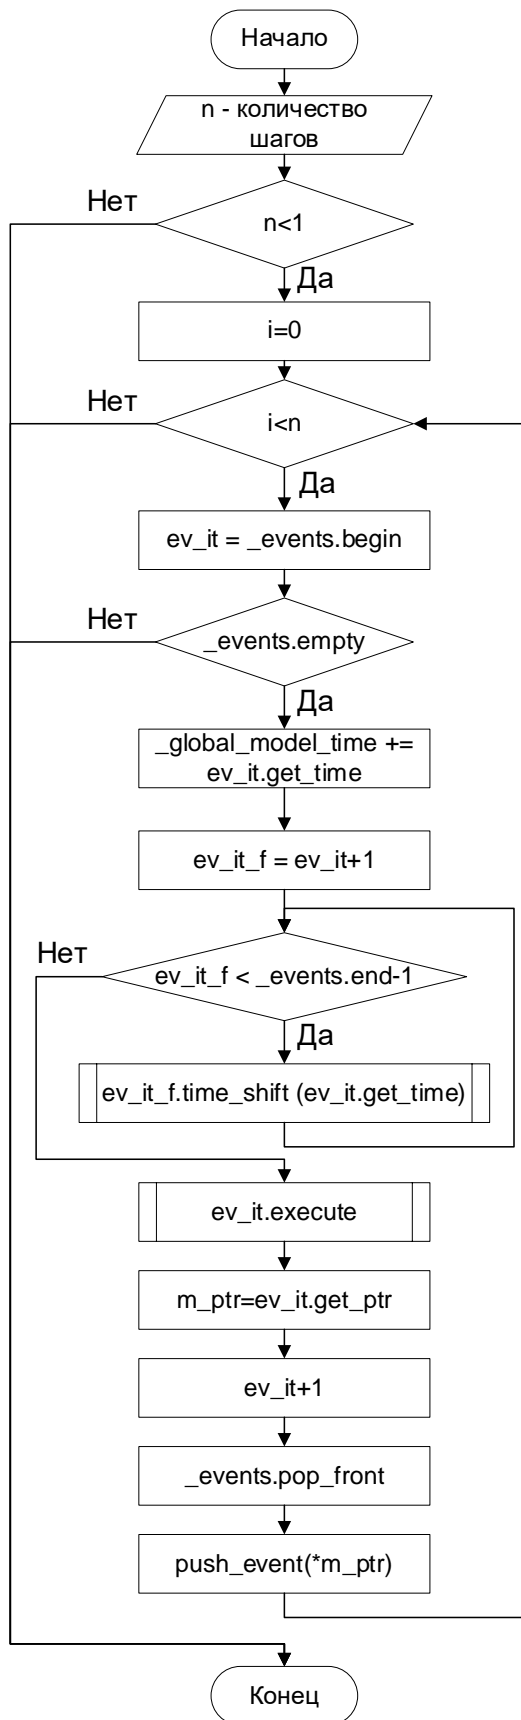 Начало
n - количество
шагов
Нет
n<1
Да
i=0
Нет
i<n
Да
ev_it = _events.begin
Нет
_events.empty
Да
_global_model_time +=
ev_it.get_time
ev_it_f = ev_it+1
Нет
ev_it_f < _events.end-1
Да
ev_it_f.time_shift (ev_it.get_time)
ev_it.execute
m_ptr=ev_it.get_ptr
ev_it+1
_events.pop_front
push_event(*m_ptr)
Конец